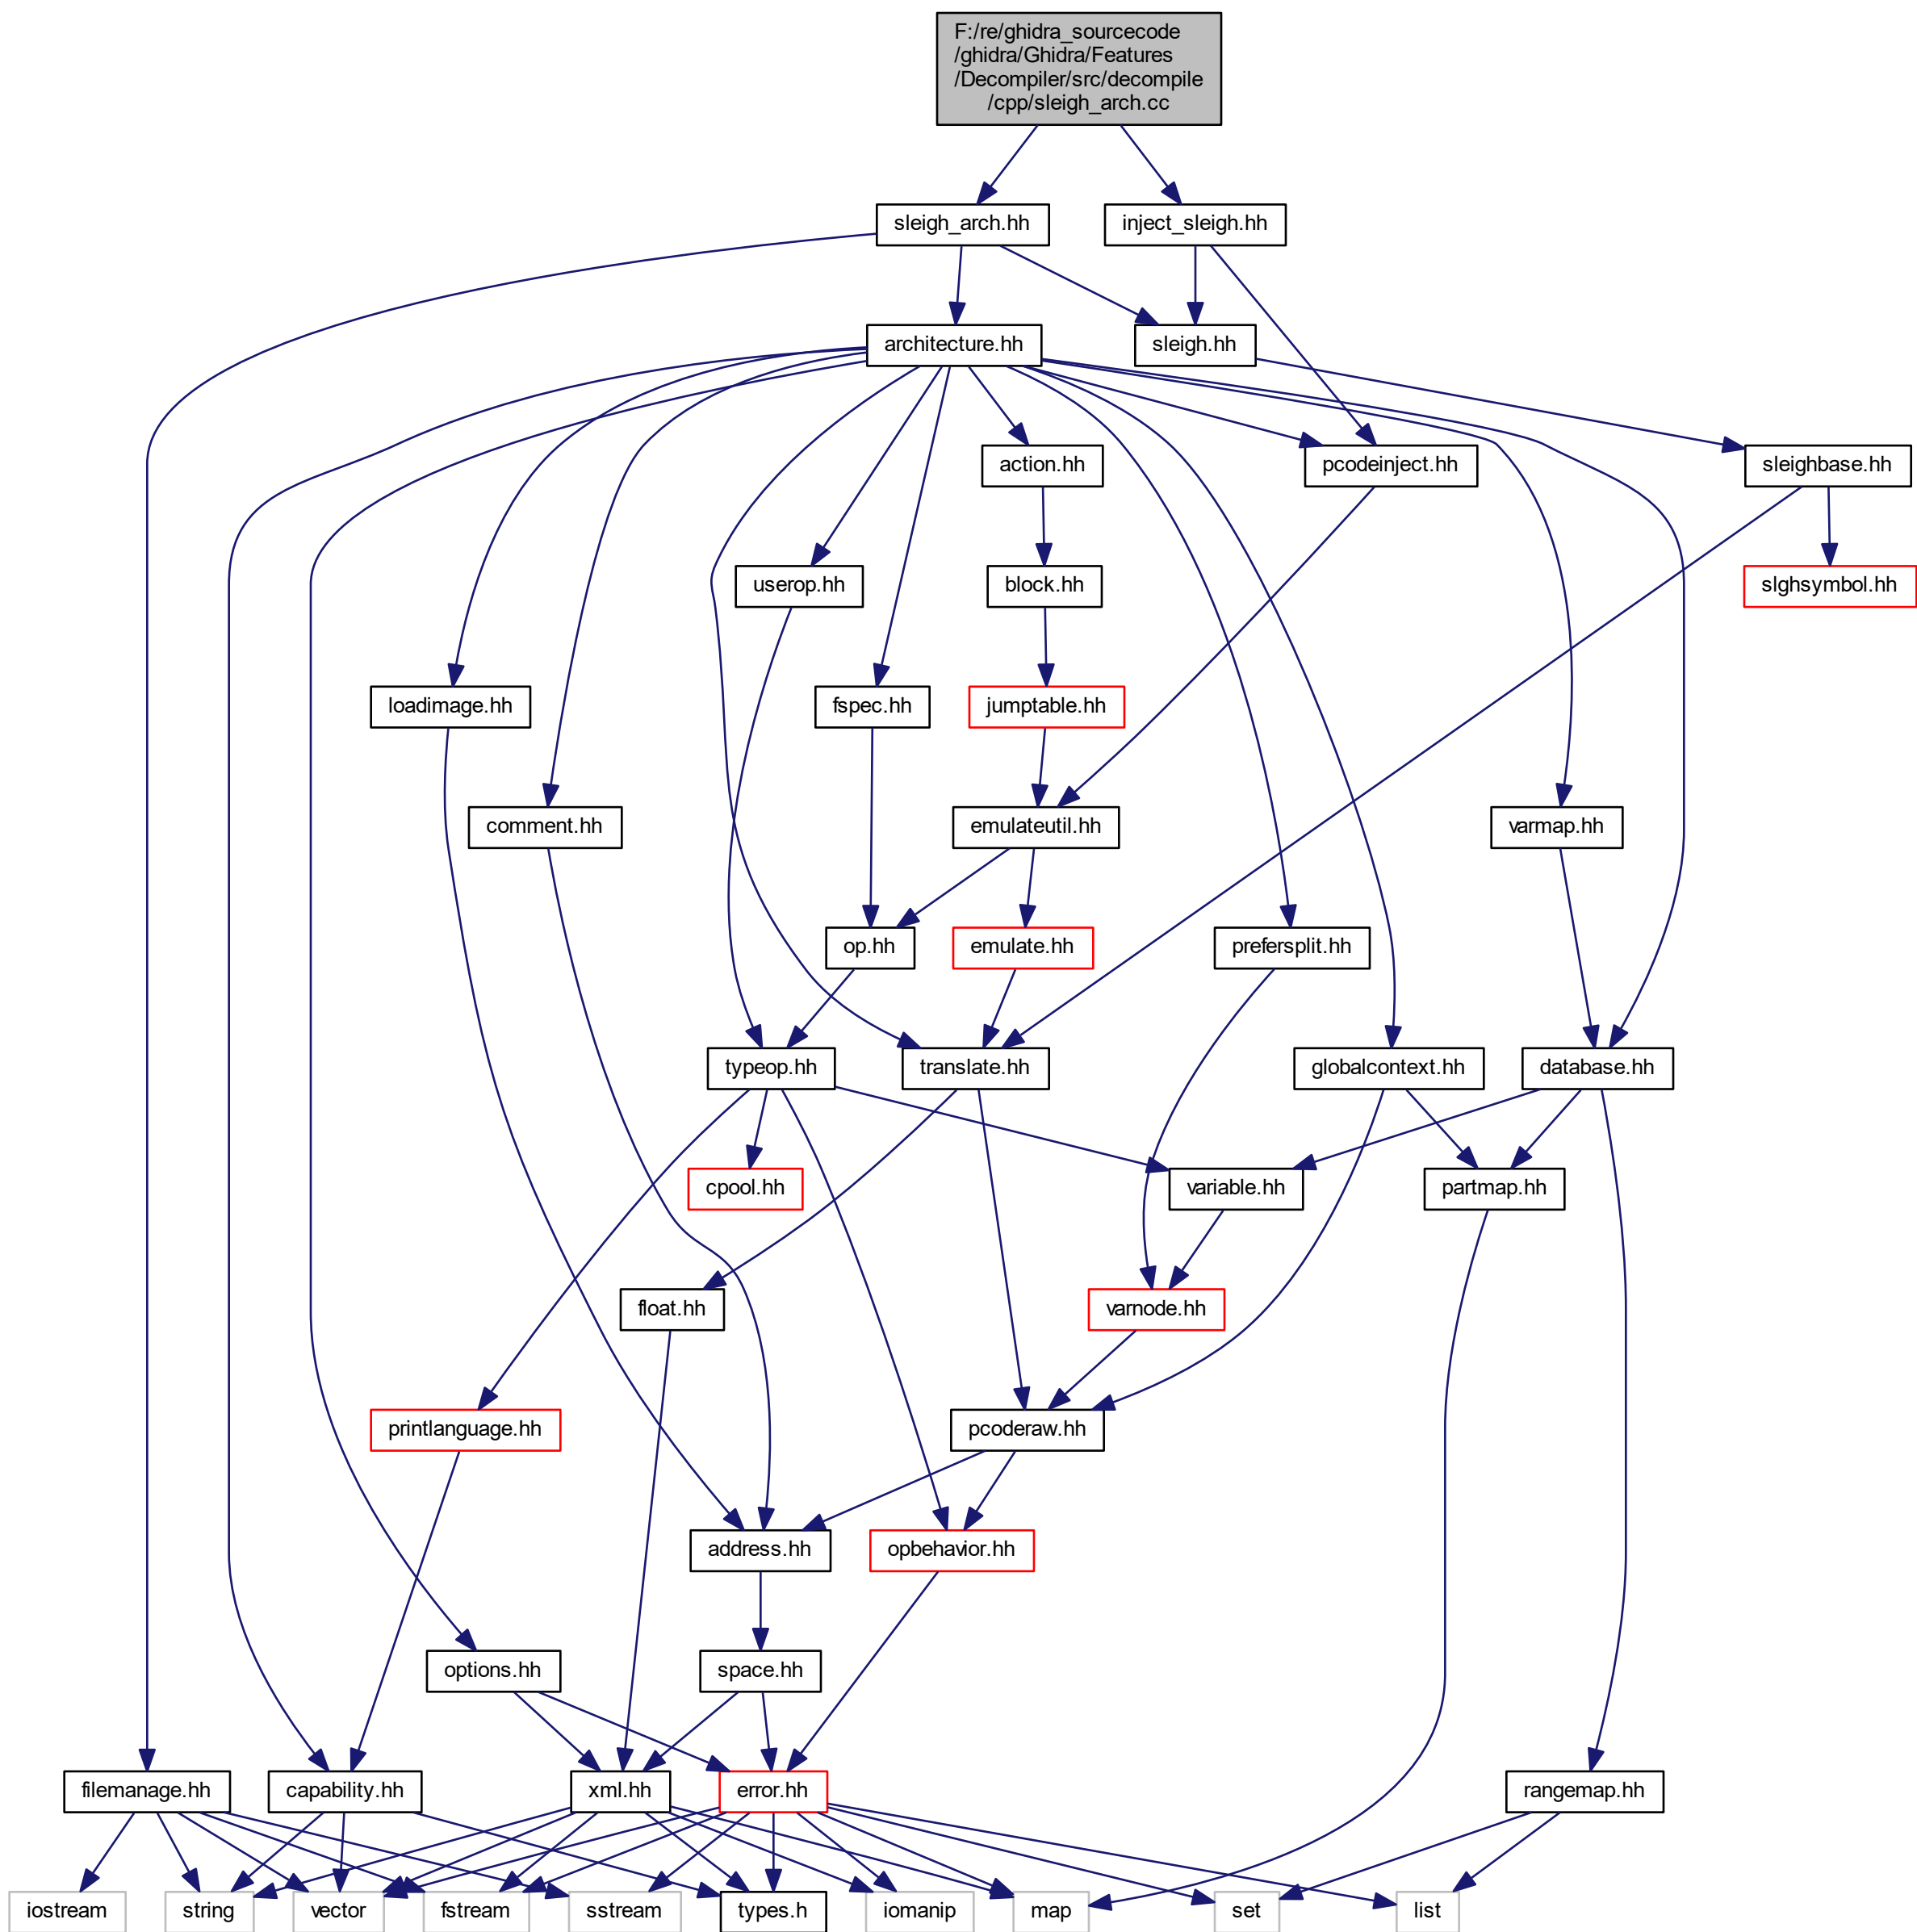 F:/re/ghidra_sourcecode
/ghidra/Ghidra/Features
/Decompiler/src/decompile
/cpp/sleigh_arch.cc
sleigh_arch.hh
inject_sleigh.hh
architecture.hh
sleigh.hh
action.hh
pcodeinject.hh
sleighbase.hh
userop.hh
block.hh
slghsymbol.hh
loadimage.hh
fspec.hh
jumptable.hh
comment.hh
emulateutil.hh
varmap.hh
op.hh
emulate.hh
prefersplit.hh
typeop.hh
translate.hh
globalcontext.hh
database.hh
cpool.hh
variable.hh
partmap.hh
float.hh
varnode.hh
printlanguage.hh
pcoderaw.hh
address.hh
opbehavior.hh
options.hh
space.hh
filemanage.hh
capability.hh
xml.hh
error.hh
rangemap.hh
iostream
string
vector
fstream
sstream
types.h
iomanip
map
set
list